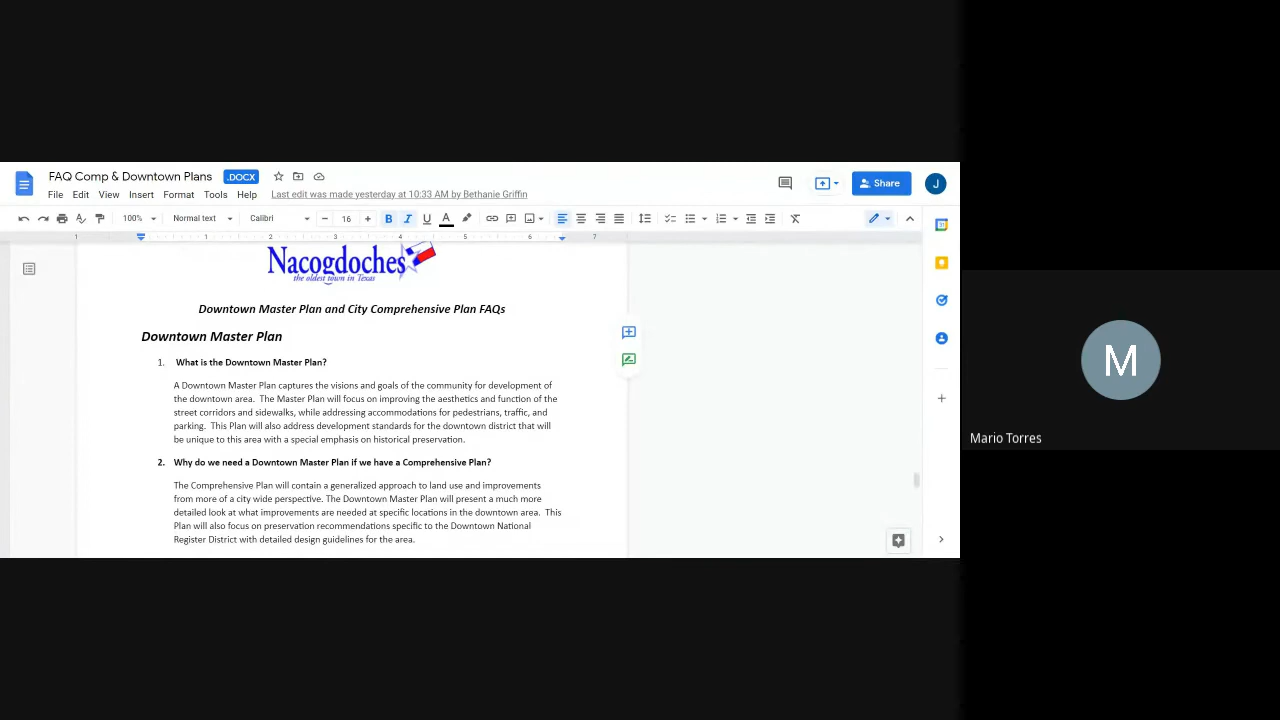 FAQ Comp & Downtown Plans .DOCX
File Edit View Insert Format Tools Help Last edit was made yesterday at 10:33 AM by Bethanie Griffin
Share J
100% Normal text Calibri 16 B I U A
1 1 2 3 4 5 6 7
Nacogdoches
the oldest town in Texas
Downtown Master Plan and City Comprehensive Plan FAQs
Downtown Master Plan
1. What is the Downtown Master Plan?
A Downtown Master Plan captures the visions and goals of the community for development of
the downtown area. The Master Plan will focus on improving the aesthetics and function of the
street corridors and sidewalks, while addressing accommodations for pedestrians, traffic, and
parking. This Plan will also address development standards for the downtown district that will
be unique to this area with a special emphasis on historical preservation.
2. Why do we need a Downtown Master Plan if we have a Comprehensive Plan?
The Comprehensive Plan will contain a generalized approach to land use and improvements
from more of a city wide perspective. The Downtown Master Plan will present a much more
detailed look at what improvements are needed at specific locations in the downtown area. This
Plan will also focus on preservation recommendations specific to the Downtown National
Register District with detailed design guidelines for the area.
M
Mario Torres